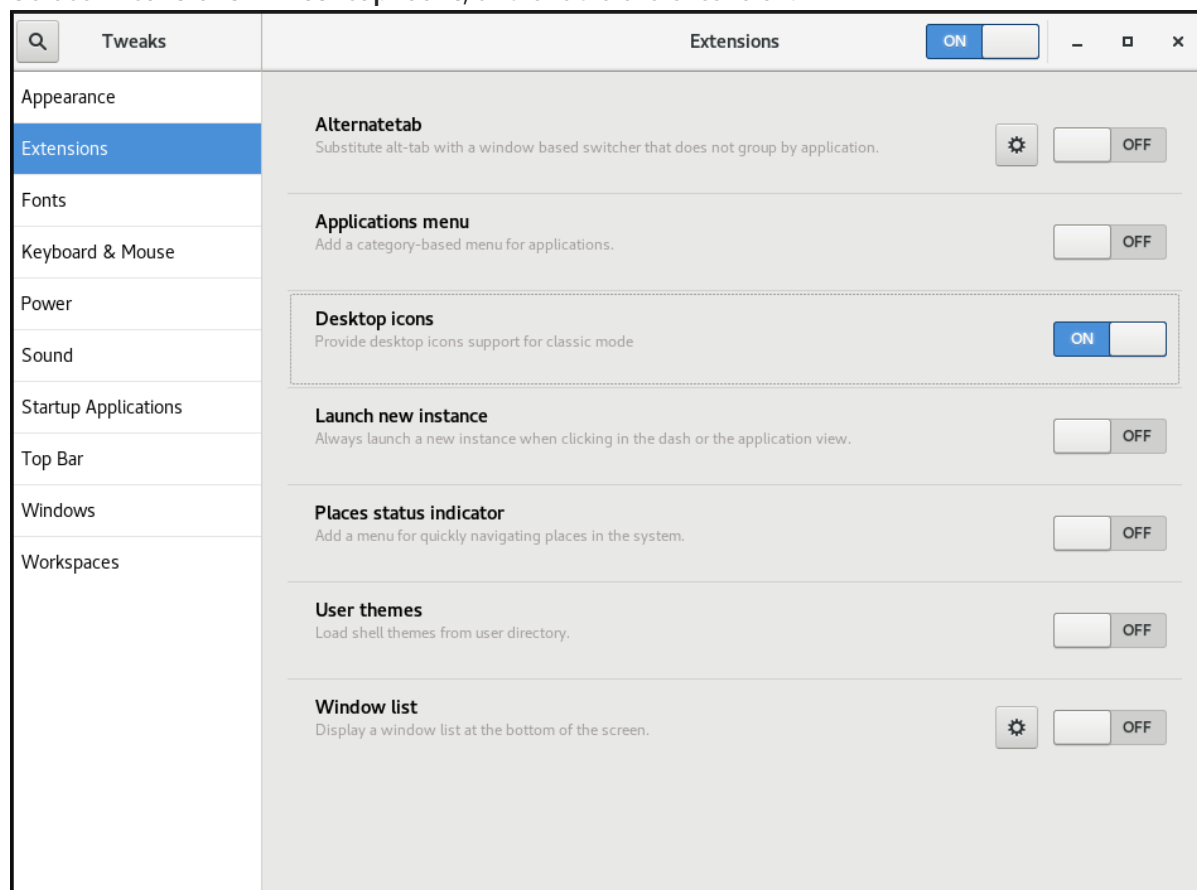 Tweaks
Extensions
ON
Appearance
Extensions
Fonts
Keyboard & Mouse
Power
Sound
Startup Applications
Top Bar
Windows
Workspaces
Alternatetab
Substitute alt-tab with a window based switcher that does not group by application.
OFF
Applications menu
Add a category-based menu for applications.
OFF
Desktop icons
Provide desktop icons support for classic mode
ON
Launch new instance
Always launch a new instance when clicking in the dash or the application view.
OFF
Places status indicator
Add a menu for quickly navigating places in the system.
OFF
User themes
Load shell themes from user directory.
OFF
Window list
Display a window list at the bottom of the screen.
OFF